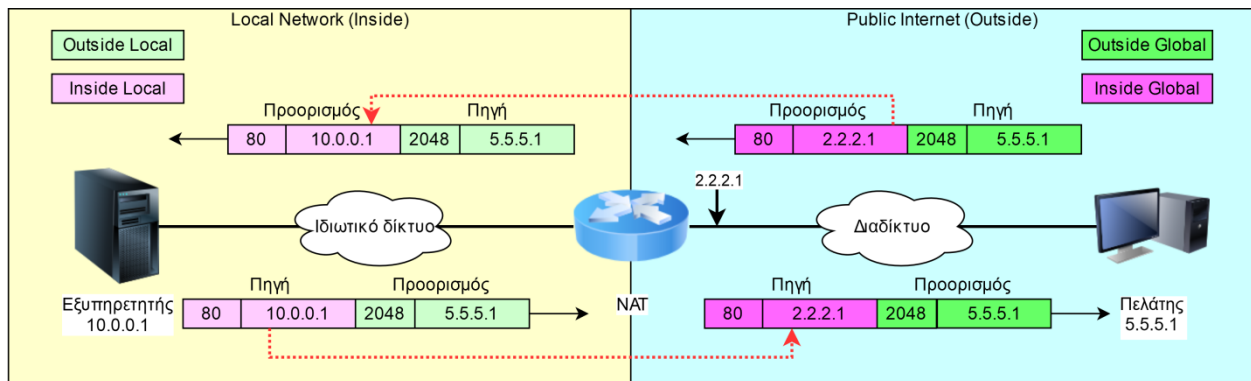 Local Network (Inside)
Public Internet (Outside)
Outside Local
Inside Local
Outside Global
Inside Global
Προορισμός Πηγή
80 10.0.0.1 2048 5.5.5.1
Προορισμός Πηγή
80 2.2.2.1 2048 5.5.5.1
2.2.2.1
Ιδιωτικό δίκτυο
Διαδίκτυο
Εξυπηρετητής
10.0.0.1
Πηγή Προορισμός
80 10.0.0.1 2048 5.5.5.1
NAT
Πηγή Προορισμός
80 2.2.2.1 2048 5.5.5.1
Πελάτης
5.5.5.1